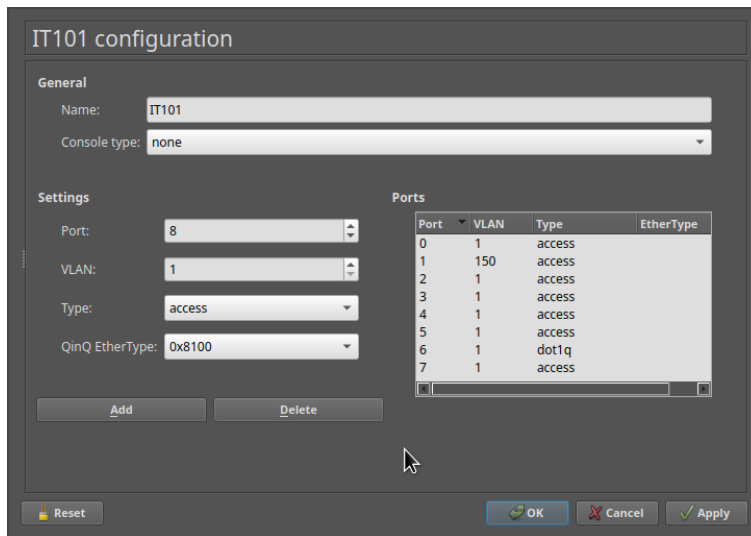 IT101 configuration
General
Name: IT101
Console type: none
Settings
Port: 8
VLAN: 1
Type: access
QinQ EtherType: 0x8100
Add Delete
Ports
Port VLAN Type EtherType
0 1 access
1 150 access
2 1 access
3 1 access
4 1 access
5 1 access
6 1 dot1q
7 1 access
Reset OK Cancel Apply